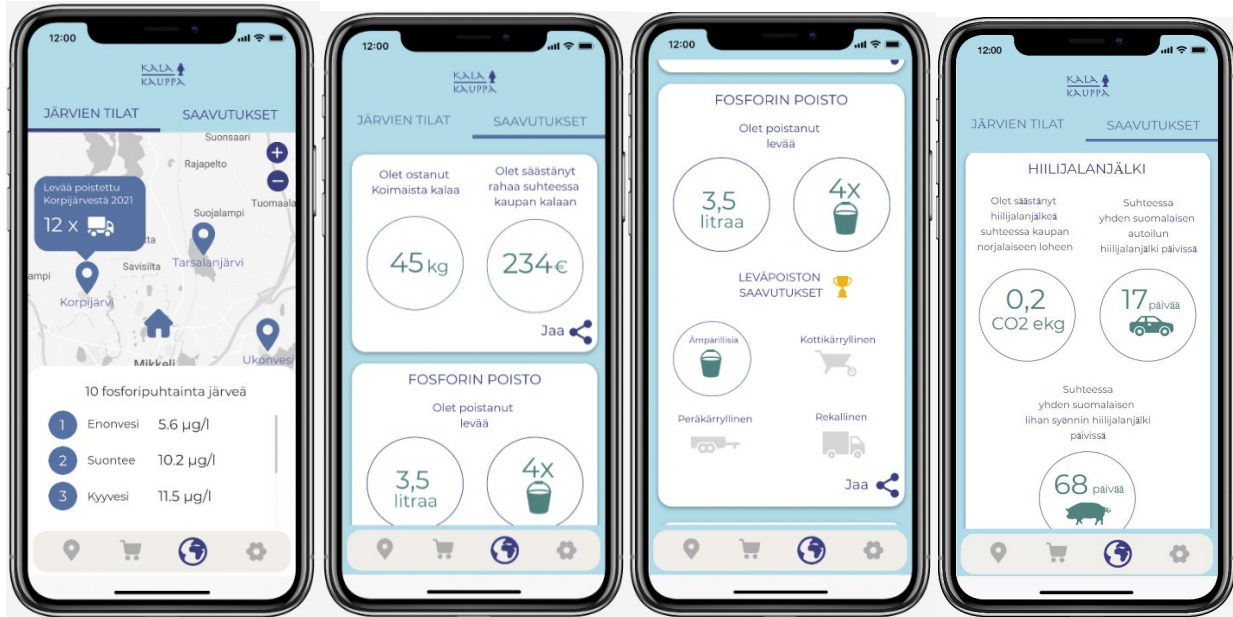 12:00
KALA
KAUPPA
JÄRVIEN TILAT
SAAVUTUKSET
Suonsaari
Rajapelto
Levää poistettu
Korpijärvestä 2021
12 x
Suojalampi
Tuomaala
Savisilta
Tarsalanjärvi
Korpijärvi
Mikkeli
Ukonvesi
10 fosforipuhtainta järveä
1 Enonvesi 5.6 µg/l
2 Suontee 10.2 µg/l
3 Kyyvesi 11.5 µg/l
12:00
KALA
KAUPPA
JÄRVIEN TILAT
SAAVUTUKSET
Olet ostanut
Koimaista kalaa
45 kg
Olet säästänyt
rahaa suhteessa
kaupan kalaan
234€
Jaa
FOSFORIN POISTO
Olet poistanut
levää
3,5
litraa
4x
12:00
FOSFORIN POISTO
Olet poistanut
levää
3,5
litraa
4x
LEVÄPOISTON
SAAVUTUKSET
Ämpärillisiä
Kottikärryllinen
Peräkärryllinen
Rekallinen
Jaa
12:00
KALA
KAUPPA
JÄRVIEN TILAT
SAAVUTUKSET
HIILIJALANJÄLKI
Olet säästänyt
hiilijalanjälkeä
suhteessa kaupan
norjalaiseen loheen
0,2
CO2 ekg
Suhteessa
yhden suomalaisen
autoilun
hiilijalanjälki päivissä
17 päivää
Suhteessa
yhden suomalaisen
lihan syönnin hiilijalanjälki
päivissä
68 päivää